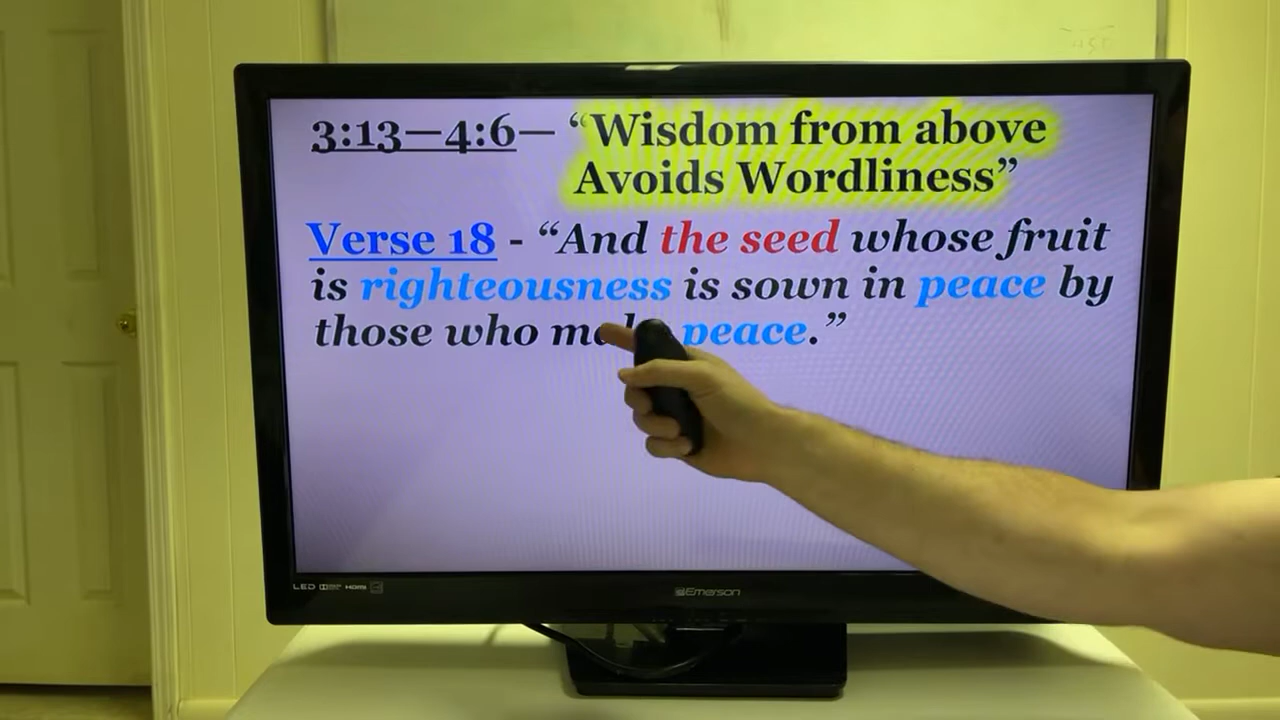 3:13—4:6— “Wisdom from above
Avoids Wordliness”
Verse 18 - “And the seed whose fruit
is righteousness is sown in peace by
those who peace.”
LED HDMI
Emerson